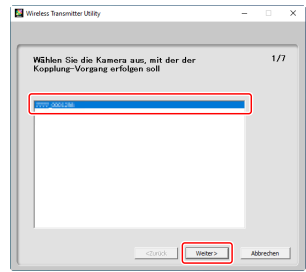 Wireless Transmitter Utility
Wählen Sie die Kamera aus, mit der der
Kopplung-Vorgang erfolgen soll
1/7
7777_0001286
<Zurück
Weiter>
Abbrechen